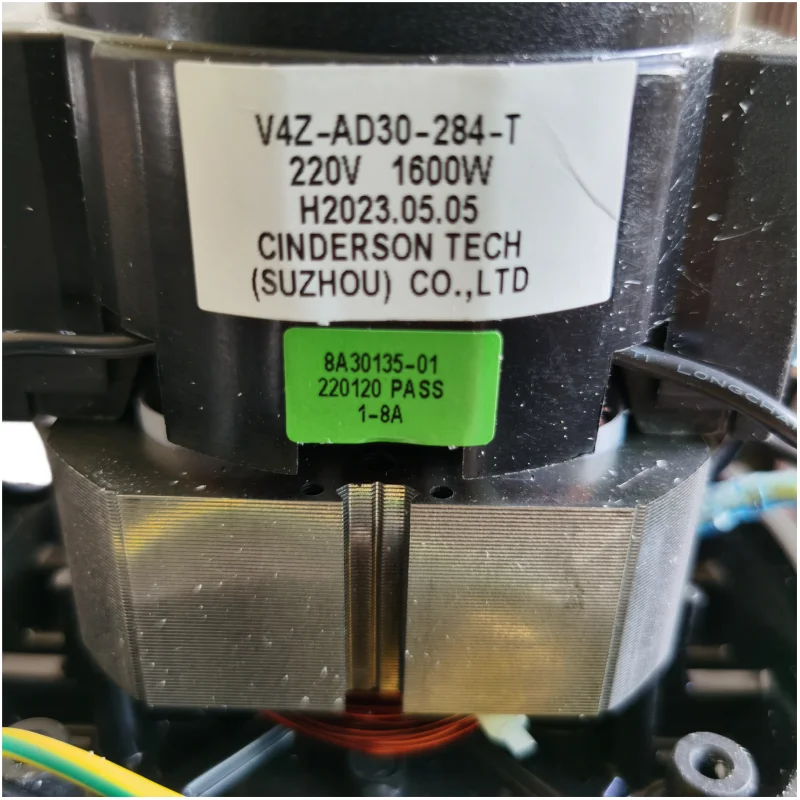 V4Z-AD30-284-T
220V 1600W
H2023.05.05
CINDERSON TECH
(SUZHOU) CO.,LTD
8A30135-01
220120 PASS
1-8A